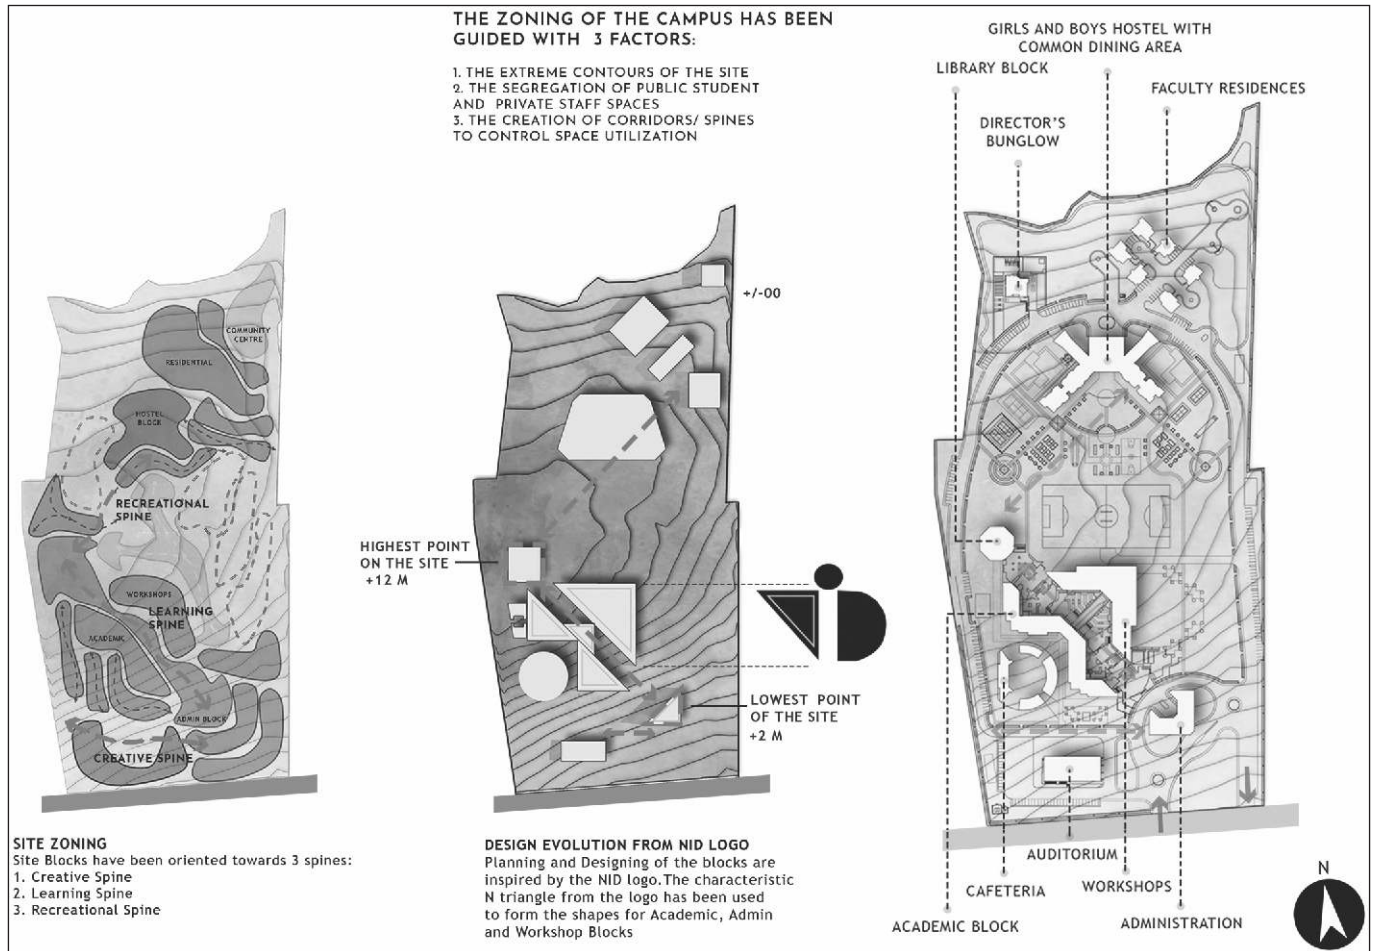 THE ZONING OF THE CAMPUS HAS BEEN
GUIDED WITH 3 FACTORS:
1. THE EXTREME CONTOURS OF THE SITE
2. THE SEGREGATION OF PUBLIC STUDENT
AND PRIVATE STAFF SPACES
3. THE CREATION OF CORRIDORS/ SPINES
TO CONTROL SPACE UTILIZATION
COMMUNITY
CENTRE
RESIDENTIAL
HOSTEL
BLOCK
RECREATIONAL
SPINE
WORKSHOPS
LEARNING
SPINE
ACADEMIC
ADMIN BLOCK
CREATIVE SPINE
SITE ZONING
Site Blocks have been oriented towards 3 spines:
1. Creative Spine
2. Learning Spine
3. Recreational Spine
+/-00
HIGHEST POINT
ON THE SITE
+12 M
LOWEST POINT
OF THE SITE
+2 M
DESIGN EVOLUTION FROM NID LOGO
Planning and Designing of the blocks are
inspired by the NID logo.The characteristic
N triangle from the logo has been used
to form the shapes for Academic, Admin
and Workshop Blocks
GIRLS AND BOYS HOSTEL WITH
COMMON DINING AREA
LIBRARY BLOCK
FACULTY RESIDENCES
DIRECTOR'S
BUNGLOW
AUDITORIUM
CAFETERIA
WORKSHOPS
ACADEMIC BLOCK
ADMINISTRATION
N